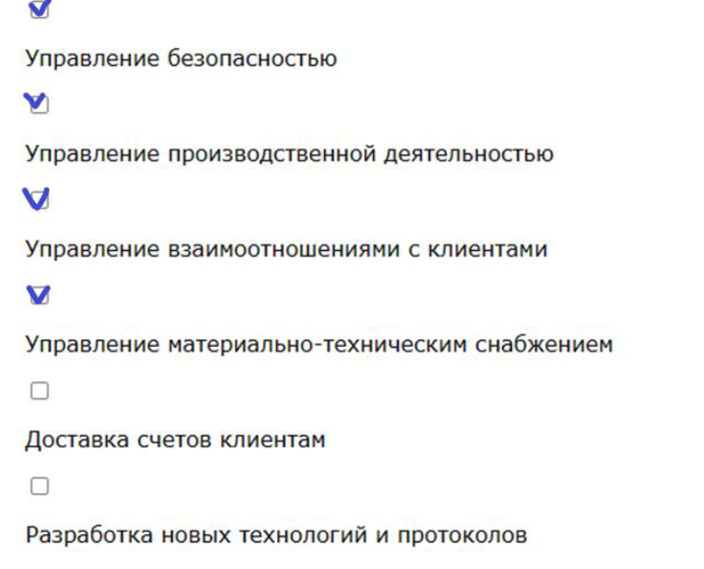 Управление безопасностью
Управление производственной деятельностью
Управление взаимоотношениями с клиентами
Управление материально-техническим снабжением
Доставка счетов клиентам
Разработка новых технологий и протоколов